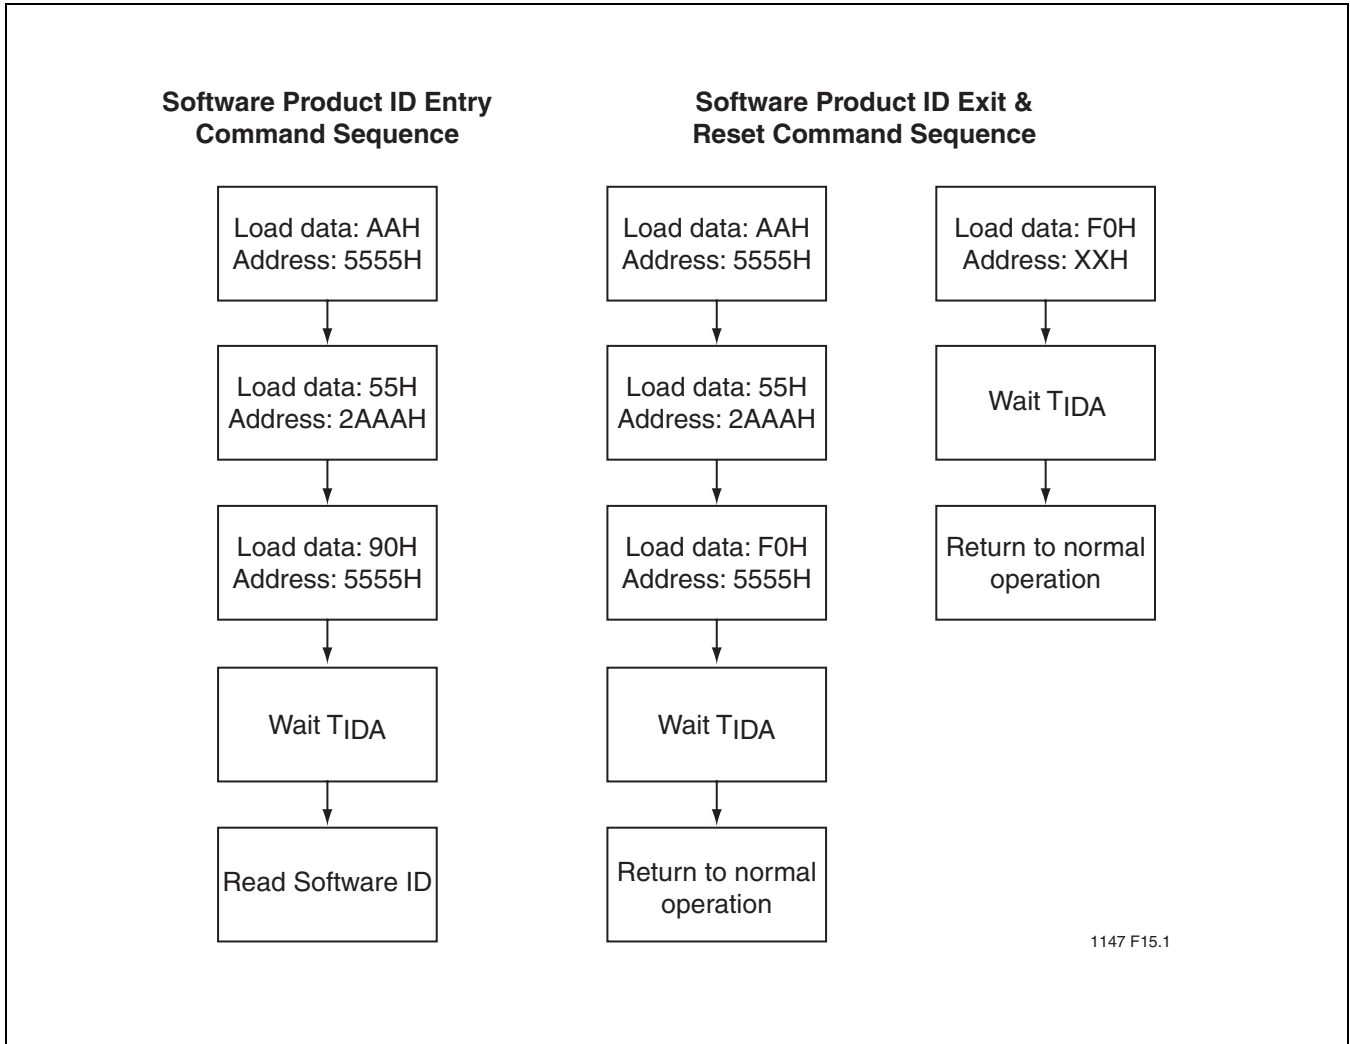 Software Product ID Entry
Command Sequence
Load data: AAH
Address: 5555H
Load data: 55H
Address: 2AAAH
Load data: 90H
Address: 5555H
Wait TIDA
Read Software ID
Software Product ID Exit &
Reset Command Sequence
Load data: AAH
Address: 5555H
Load data: 55H
Address: 2AAAH
Load data: F0H
Address: 5555H
Wait TIDA
Return to normal
operation
Load data: F0H
Address: XXH
Wait TIDA
Return to normal
operation
1147 F15.1